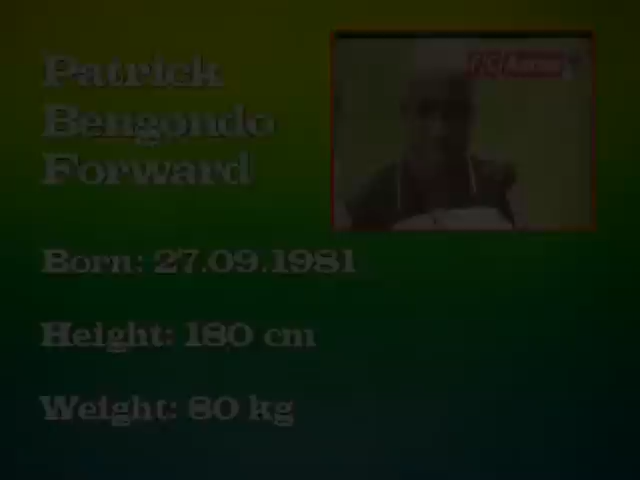 Patrick
Bengondo
Forward
Born: 27.09.1981
Height: 180 cm
Weight: 80 kg